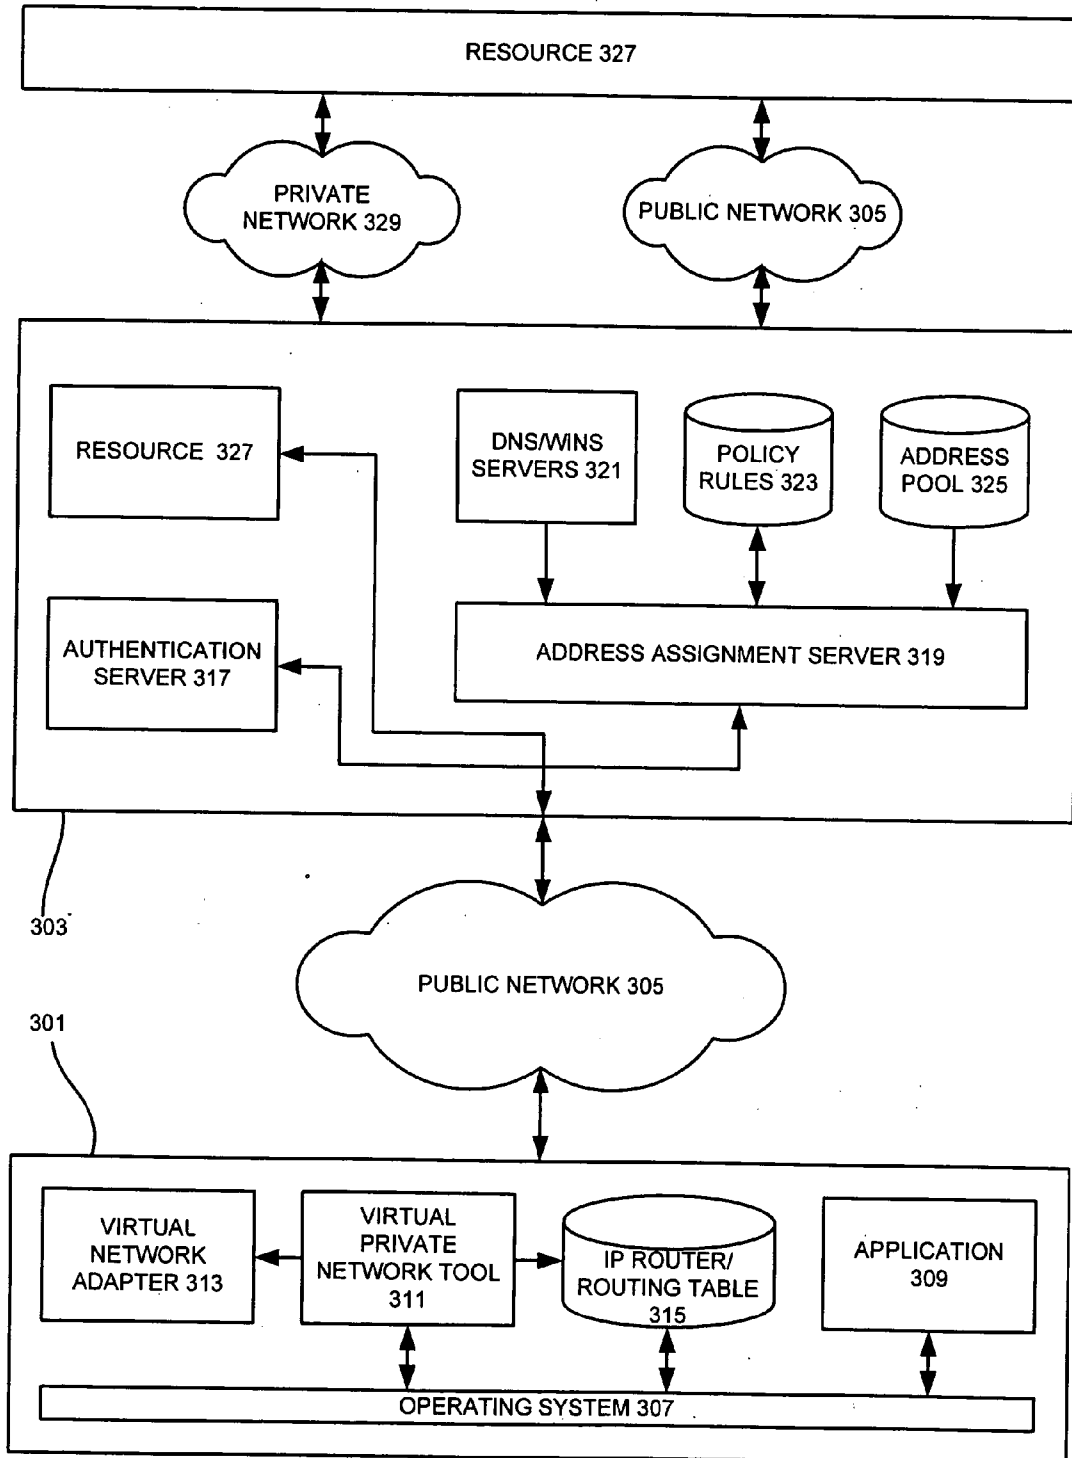 RESOURCE 327
PRIVATE
NETWORK 329
PUBLIC NETWORK 305
RESOURCE 327
DNS/WINS
SERVERS 321
POLICY
RULES 323
ADDRESS
POOL 325
AUTHENTICATION
SERVER 317
ADDRESS ASSIGNMENT SERVER 319
303
PUBLIC NETWORK 305
301
VIRTUAL
NETWORK
ADAPTER 313
VIRTUAL
PRIVATE
NETWORK TOOL
311
IP ROUTER/
ROUTING TABLE
315
APPLICATION
309
OPERATING SYSTEM 307